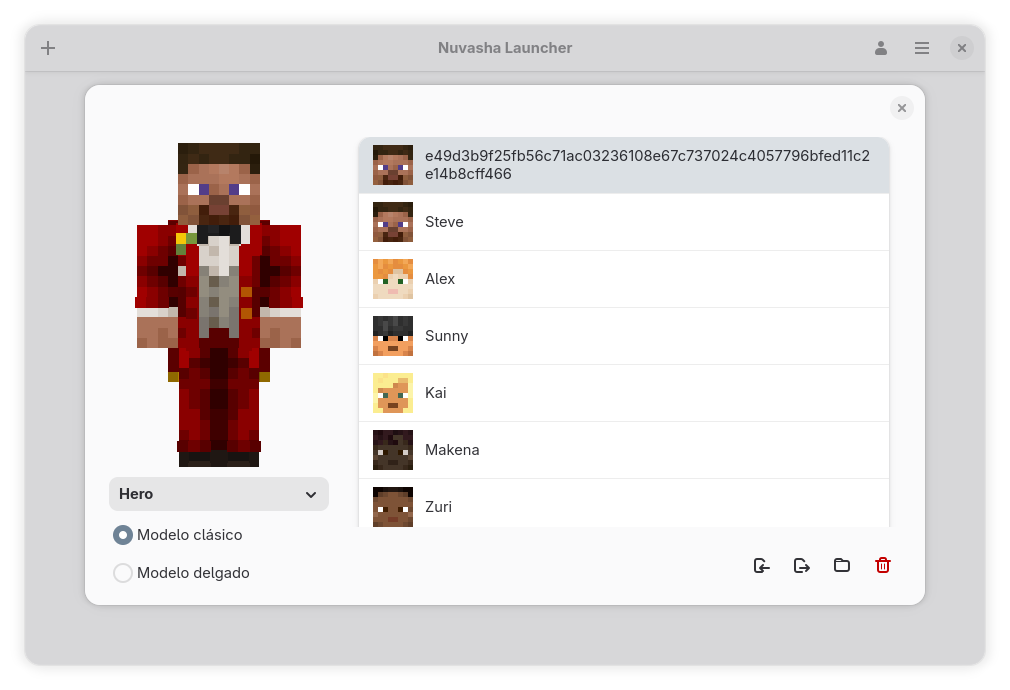 Nuvasha Launcher
e49d3b9f25fb56c71ac03236108e67c737024c4057796bfed11c2
e14b8cff466
Steve
Alex
Sunny
Kai
Makena
Zuri
Hero
Modelo clásico
Modelo delgado